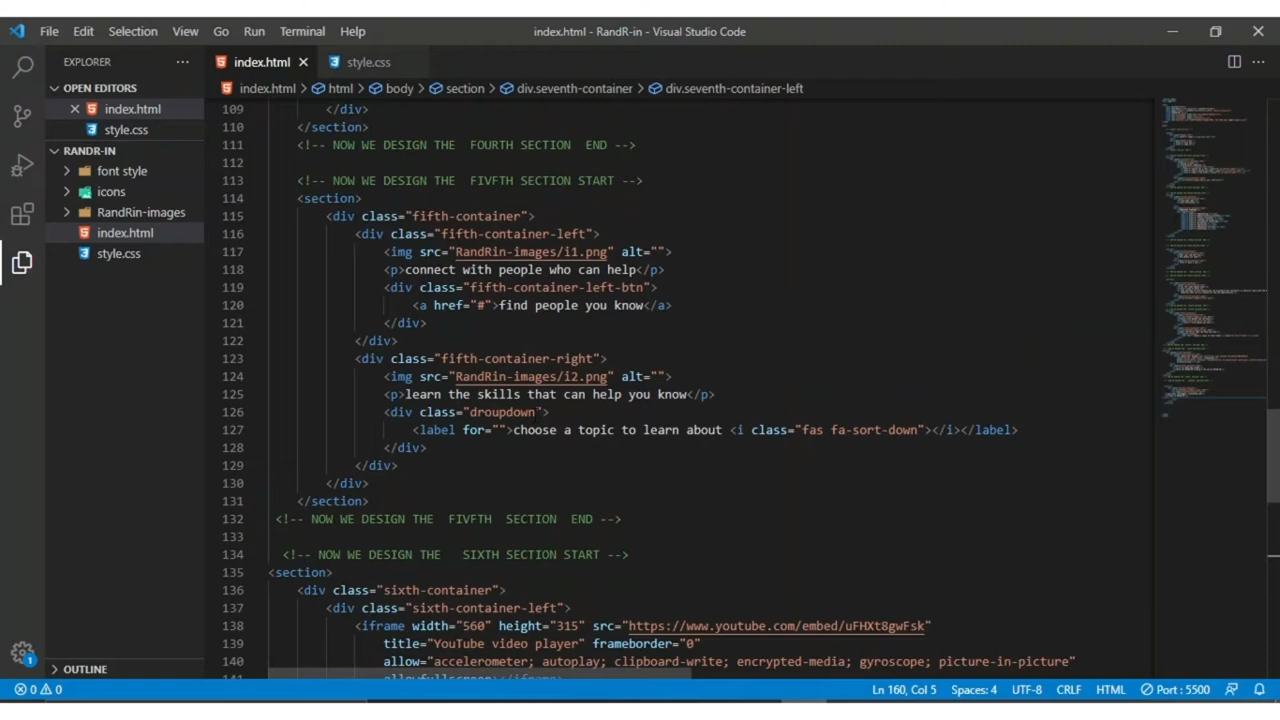 File Edit Selection View Go Run Terminal Help index.html - RandR-in - Visual Studio Code
EXPLORER ··· index.html style.css
OPEN EDITORS index.html > html > body > section > div.seventh-container > div.seventh-container-left
index.html
style.css
RANDR-IN
font style
icons
RandRin-images
index.html
style.css
OUTLINE
109 </div>
110 </section>
111 <!-- NOW WE DESIGN THE  FOURTH SECTION  END -->
112
113 <!-- NOW WE DESIGN THE  FIVFTH SECTION START -->
114 <section>
115 <div class="fifth-container">
116 <div class="fifth-container-left">
117 <img src="RandRin-images/i1.png" alt="">
118 <p>connect with people who can help</p>
119 <div class="fifth-container-left-btn">
120 <a href="#">find people you know</a>
121 </div>
122 </div>
123 <div class="fifth-container-right">
124 <img src="RandRin-images/i2.png" alt="">
125 <p>learn the skills that can help you know</p>
126 <div class="droupdown">
127 <label for="">choose a topic to learn about <i class="fas fa-sort-down"></i></label>
128 </div>
129 </div>
130 </div>
131 </section>
132 <!-- NOW WE DESIGN THE  FIVFTH  SECTION  END -->
133
134 <!-- NOW WE DESIGN THE   SIXTH SECTION START -->
135 <section>
136 <div class="sixth-container">
137 <div class="sixth-container-left">
138 <iframe width="560" height="315" src="https://www.youtube.com/embed/uFHXt8gwFsk"
139 title="YouTube video player" frameborder="0"
140 allow="accelerometer; autoplay; clipboard-write; encrypted-media; gyroscope; picture-in-picture"
141 allowfullscreen></iframe>
0 0 Ln 160, Col 5 Spaces: 4 UTF-8 CRLF HTML Port : 5500
1